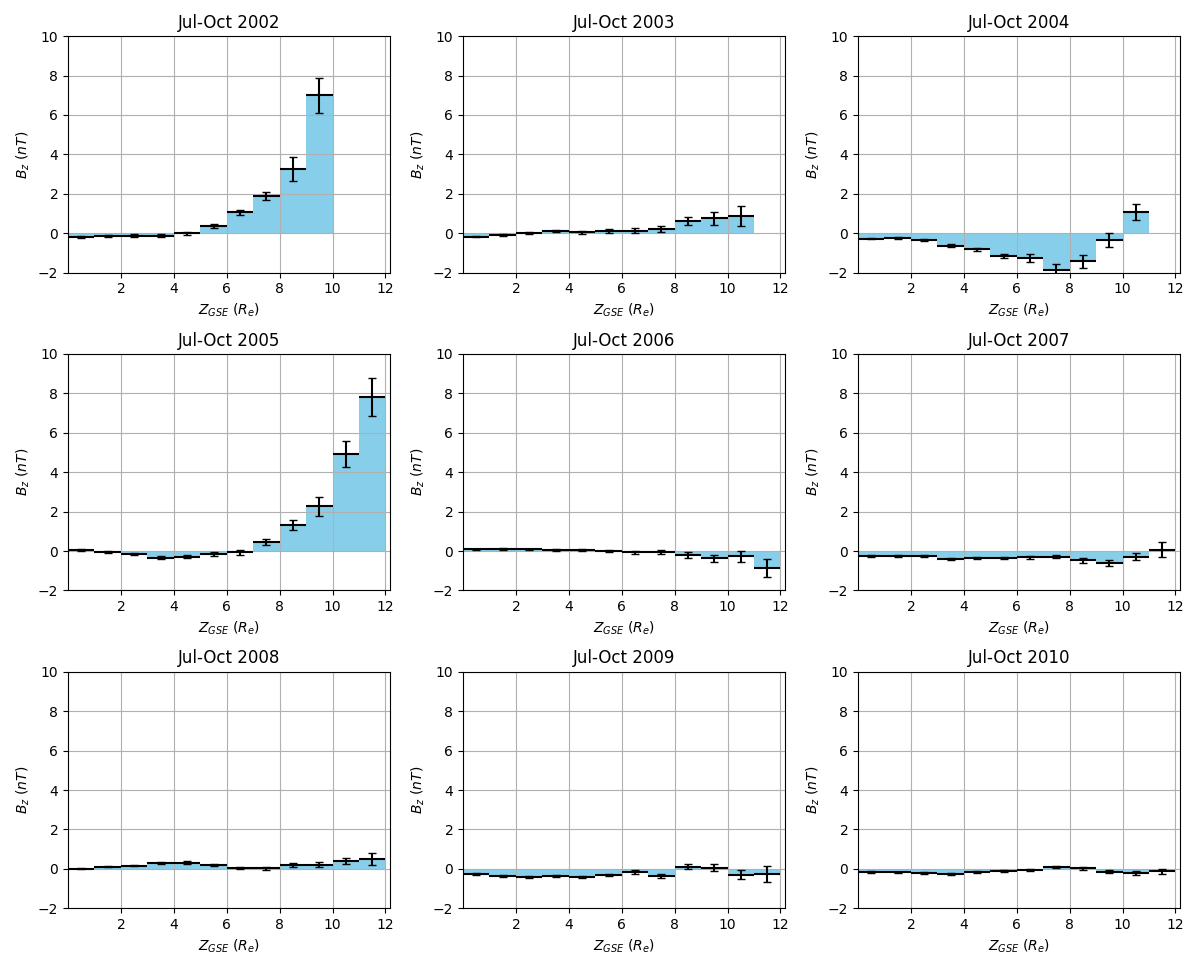 Jul-Oct 2002
10
8
6
4
2
0
−2
B_z (nT)
2 4 6 8 10 12
Z_GSE (R_e)
Jul-Oct 2003
10
8
6
4
2
0
−2
B_z (nT)
2 4 6 8 10 12
Z_GSE (R_e)
Jul-Oct 2004
10
8
6
4
2
0
−2
B_z (nT)
2 4 6 8 10 12
Z_GSE (R_e)
Jul-Oct 2005
10
8
6
4
2
0
−2
B_z (nT)
2 4 6 8 10 12
Z_GSE (R_e)
Jul-Oct 2006
10
8
6
4
2
0
−2
B_z (nT)
2 4 6 8 10 12
Z_GSE (R_e)
Jul-Oct 2007
10
8
6
4
2
0
−2
B_z (nT)
2 4 6 8 10 12
Z_GSE (R_e)
Jul-Oct 2008
10
8
6
4
2
0
−2
B_z (nT)
2 4 6 8 10 12
Z_GSE (R_e)
Jul-Oct 2009
10
8
6
4
2
0
−2
B_z (nT)
2 4 6 8 10 12
Z_GSE (R_e)
Jul-Oct 2010
10
8
6
4
2
0
−2
B_z (nT)
2 4 6 8 10 12
Z_GSE (R_e)